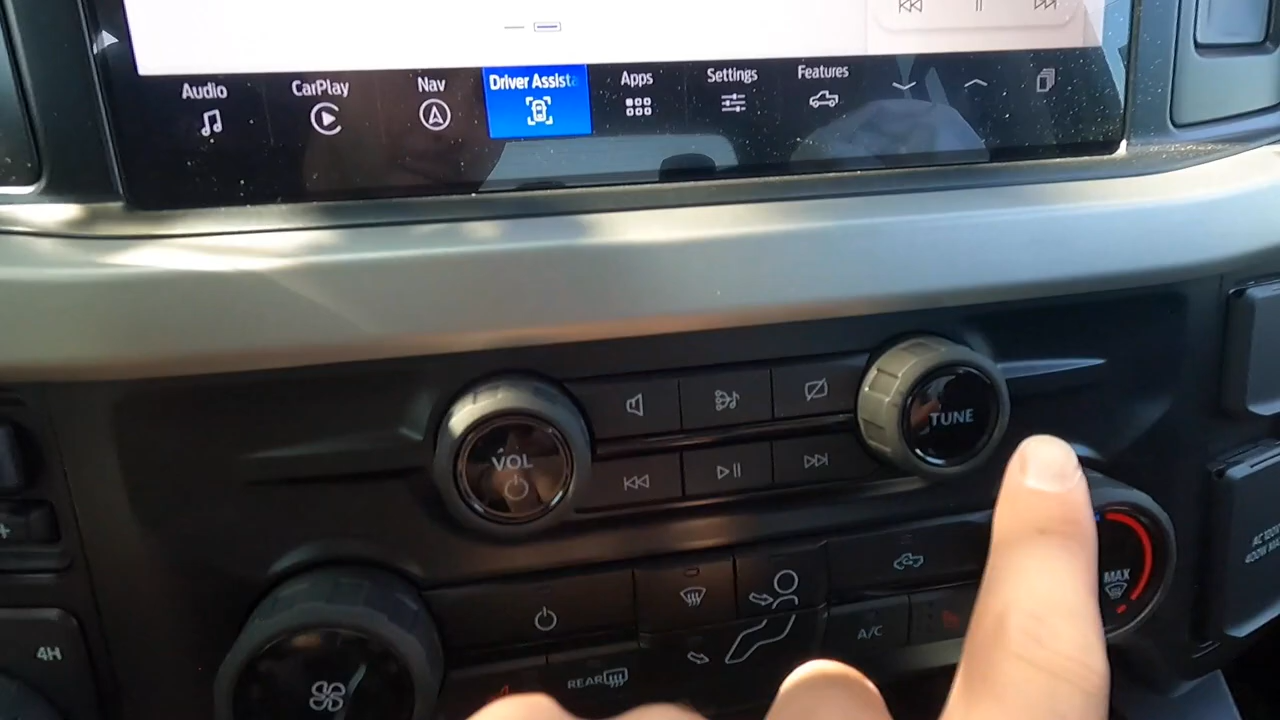 Audio
CarPlay
Nav
Driver Assist
Apps
Settings
Features
VOL
TUNE
MAX
A/C
REAR
4H